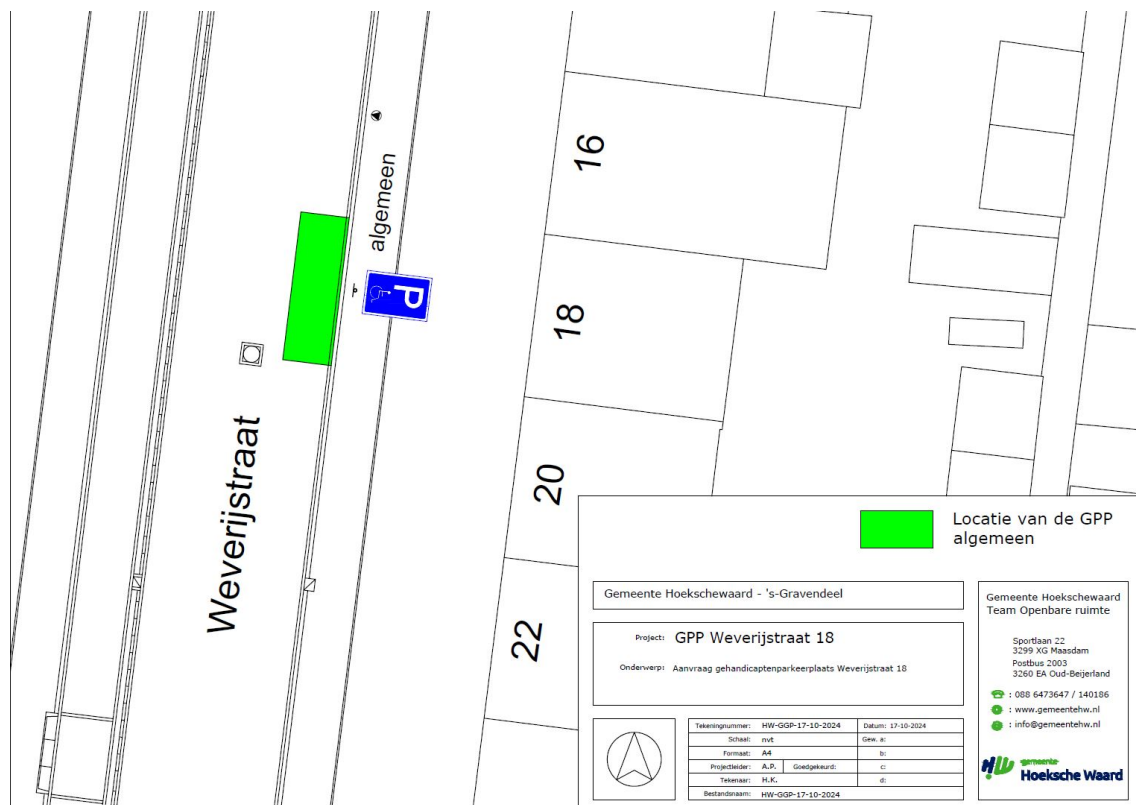 algemeen
P
Weverijstraat
16
18
20
22
Locatie van de GPP
algemeen
Gemeente Hoekschewaard - 's-Gravendeel
Project: GPP Weverijstraat 18
Onderwerp: Aanvraag gehandicaptenparkeerplaats Weverijstraat 18
Tekeningnummer: HW-GGP-17-10-2024 Datum: 17-10-2024
Schaal: nvt Gew. a:
Formaat: A4 b:
Projectleider: A.P. Goedgekeurd: c:
Tekenaar: H.K. d:
Bestandsnaam: HW-GGP-17-10-2024
Gemeente Hoekschewaard
Team Openbare ruimte
Sportlaan 22
3299 XG Maasdam
Postbus 2003
3260 EA Oud-Beijerland
: 088 6473647 / 140186
: www.gemeentehw.nl
: info@gemeentehw.nl
gemeente
Hoeksche Waard